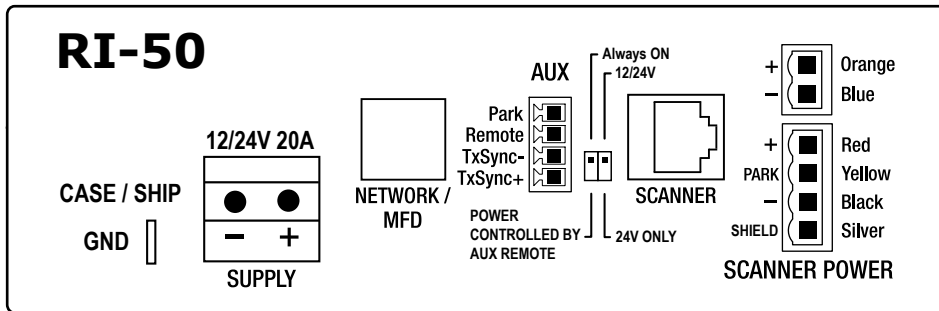 RI-50
CASE / SHIP
GND
12/24V 20A
− +
SUPPLY
NETWORK /
MFD
AUX
Park
Remote
TxSync-
TxSync+
Always ON
12/24V
POWER
CONTROLLED BY
AUX REMOTE
24V ONLY
SCANNER
+ Orange
− Blue
+ Red
PARK Yellow
− Black
SHIELD Silver
SCANNER POWER